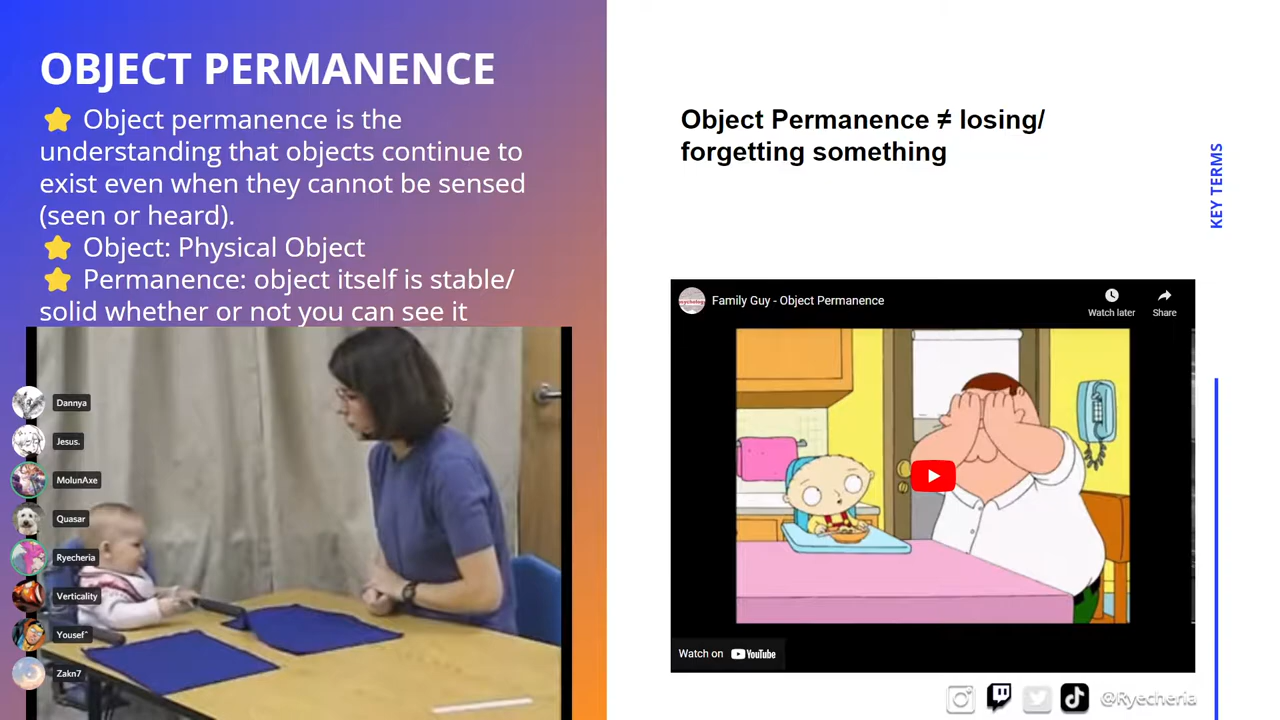 OBJECT PERMANENCE
⭐ Object permanence is the
understanding that objects continue to
exist even when they cannot be sensed
(seen or heard).
⭐ Object: Physical Object
⭐ Permanence: object itself is stable/
solid whether or not you can see it
Dannya
Jesus.
MolunAxe
Quasar
Ryecheria
Verticality
Yousef^
Zakn7
Object Permanence ≠ losing/
forgetting something
KEY TERMS
Family Guy - Object Permanence
Watch later
Share
Watch on YouTube
@Ryecheria